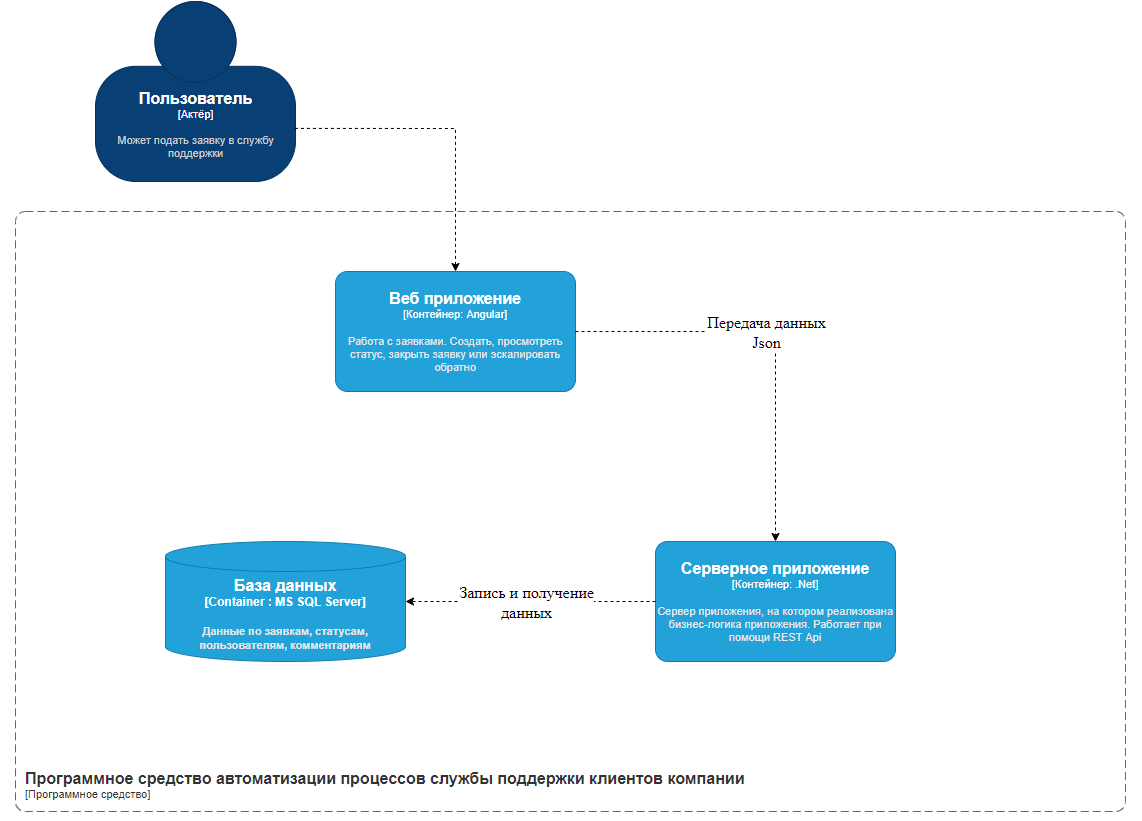 Пользователь
[Актёр]
Может подать заявку в службу
поддержки
Веб приложение
[Контейнер: Angular]
Работа с заявками. Создать, просмотреть
статус, закрыть заявку или эскалировать
обратно
Передача данных
Json
База данных
[Container : MS SQL Server]
Данные по заявкам, статусам,
пользователям, комментариям
Запись и получение
данных
Серверное приложение
[Контейнер: .Net]
Сервер приложения, на котором реализована
бизнес-логика приложения. Работает при
помощи REST Api
Программное средство автоматизации процессов службы поддержки клиентов компании
[Программное средство]